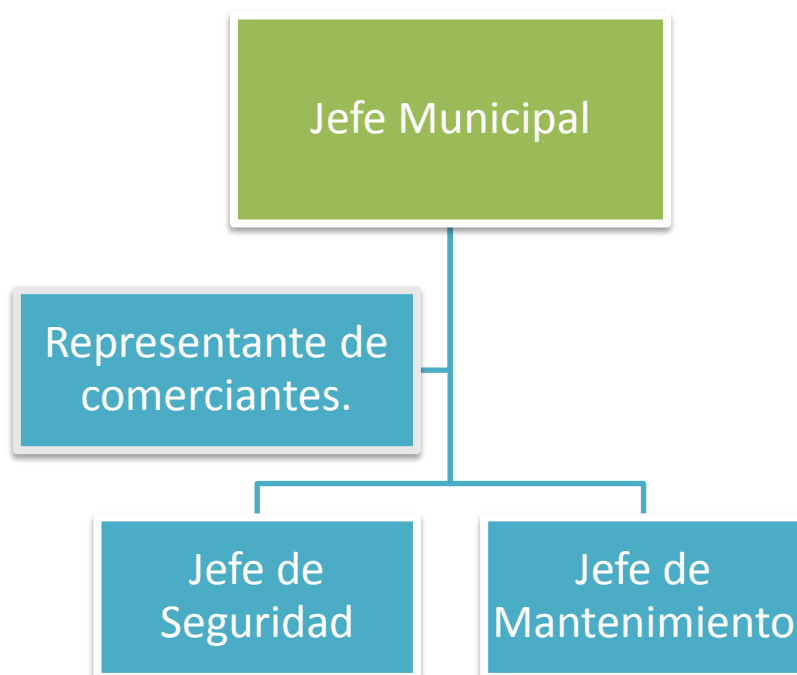 Jefe Municipal
Representante de
comerciantes.
Jefe de
Seguridad
Jefe de
Mantenimiento